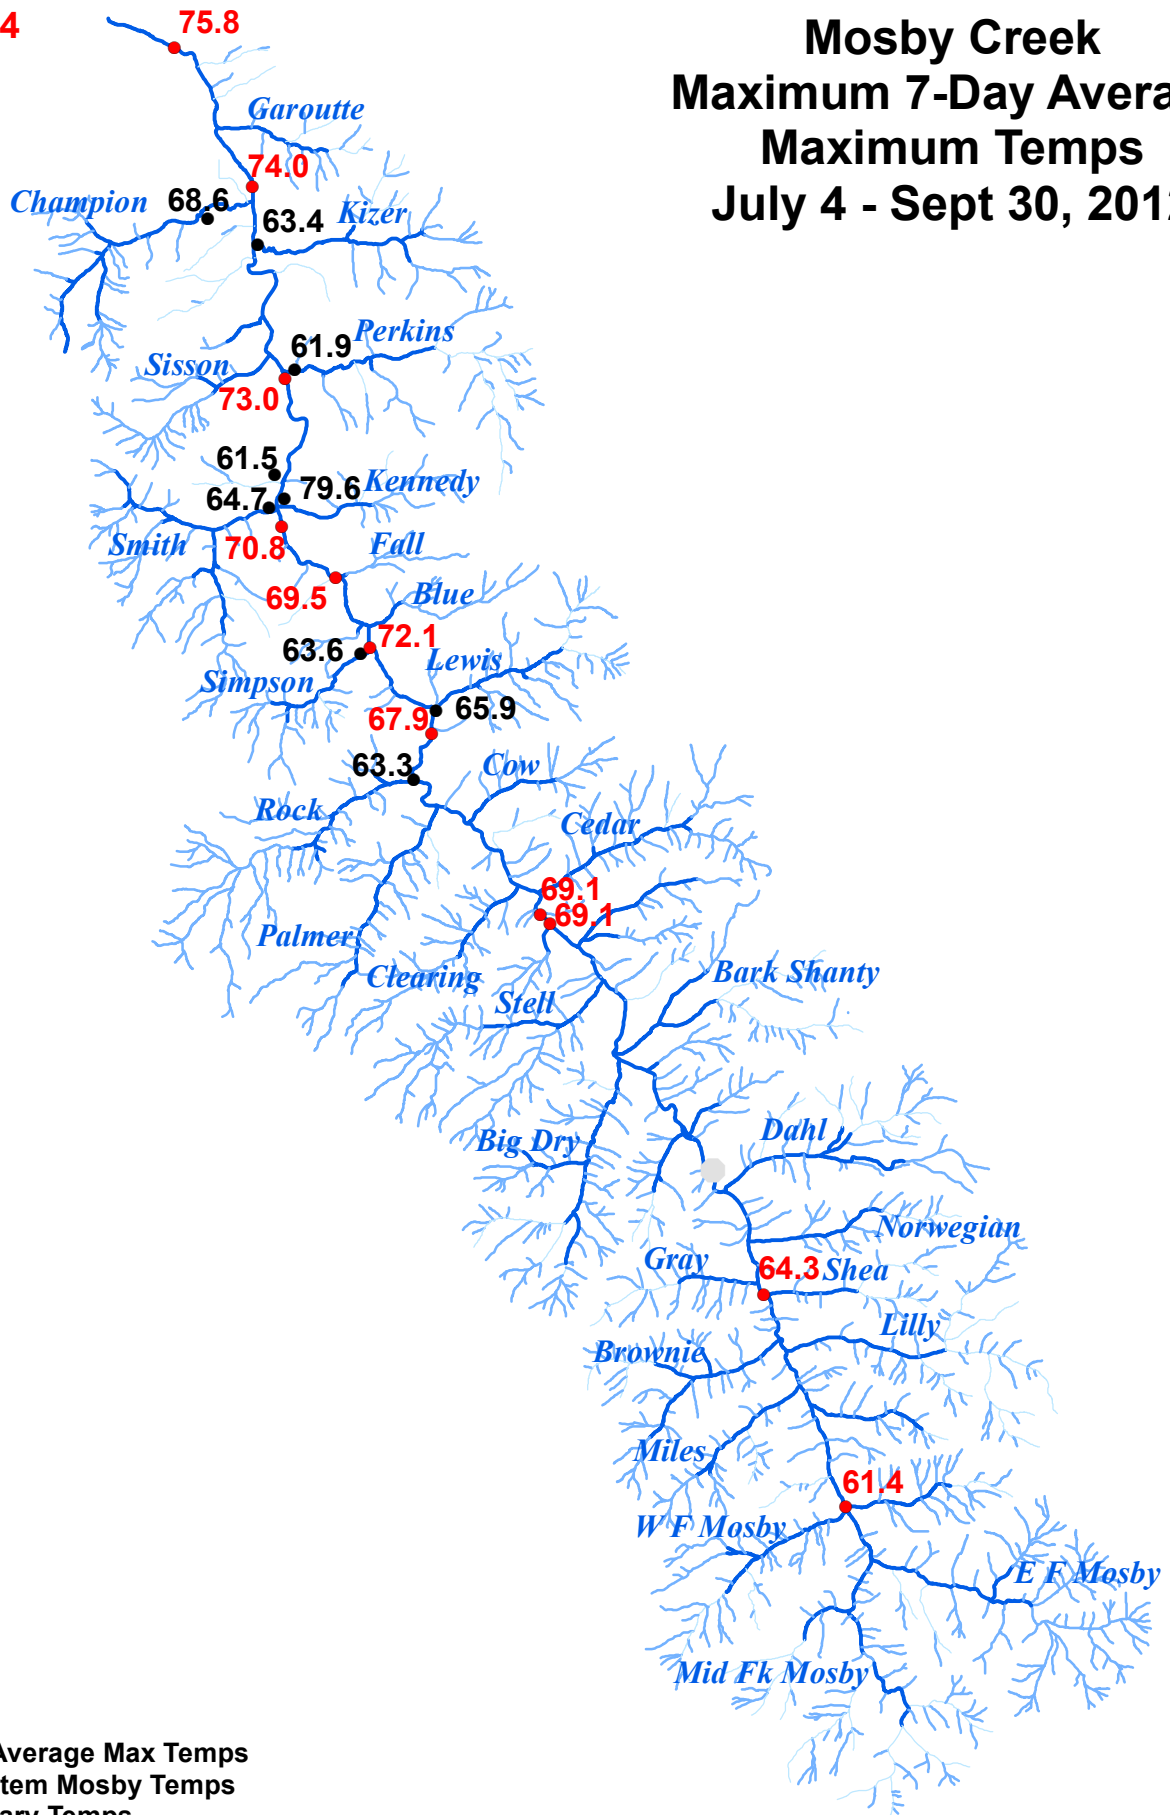 4
75.8
Mosby Creek
Maximum 7-Day Avera
Maximum Temps
July 4 - Sept 30, 201
Garoutte
74.0
Champion
68.6
63.4
Kizer
61.9
Perkins
Sisson
73.0
61.5
79.6
Kennedy
64.7
Smith
70.8
Fall
69.5
Blue
72.1
63.6
Lewis
Simpson
65.9
67.9
63.3
Cow
Rock
Cedar
69.1
69.1
Palmer
Clearing
Bark Shanty
Stell
Big Dry
Dahl
Norwegian
Gray
64.3
Shea
Lilly
Brownie
Miles
61.4
W F Mosby
E F Mosby
Mid Fk Mosby
Average Max Temps
tem Mosby Temps
ary Temps